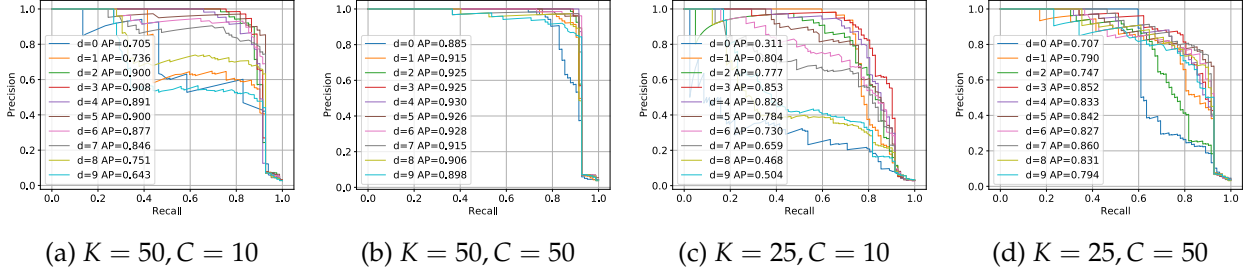 1.0
0.8
0.6
0.4
0.2
0.0
Precision
d=0 AP=0.705
d=1 AP=0.736
d=2 AP=0.900
d=3 AP=0.908
d=4 AP=0.891
d=5 AP=0.900
d=6 AP=0.877
d=7 AP=0.846
d=8 AP=0.751
d=9 AP=0.643
0.0 0.2 0.4 0.6 0.8 1.0
Recall
(a) K = 50, C = 10
1.0
0.8
0.6
0.4
0.2
0.0
Precision
d=0 AP=0.885
d=1 AP=0.915
d=2 AP=0.925
d=3 AP=0.925
d=4 AP=0.930
d=5 AP=0.926
d=6 AP=0.928
d=7 AP=0.915
d=8 AP=0.906
d=9 AP=0.898
0.0 0.2 0.4 0.6 0.8 1.0
Recall
(b) K = 50, C = 50
1.0
0.8
0.6
0.4
0.2
0.0
Precision
d=0 AP=0.311
d=1 AP=0.804
d=2 AP=0.777
d=3 AP=0.853
d=4 AP=0.828
d=5 AP=0.784
d=6 AP=0.730
d=7 AP=0.659
d=8 AP=0.468
d=9 AP=0.504
0.0 0.2 0.4 0.6 0.8 1.0
Recall
(c) K = 25, C = 10
1.0
0.8
0.6
0.4
0.2
0.0
Precision
d=0 AP=0.707
d=1 AP=0.790
d=2 AP=0.747
d=3 AP=0.852
d=4 AP=0.833
d=5 AP=0.842
d=6 AP=0.827
d=7 AP=0.860
d=8 AP=0.831
d=9 AP=0.794
0.0 0.2 0.4 0.6 0.8 1.0
Recall
(d) K = 25, C = 50